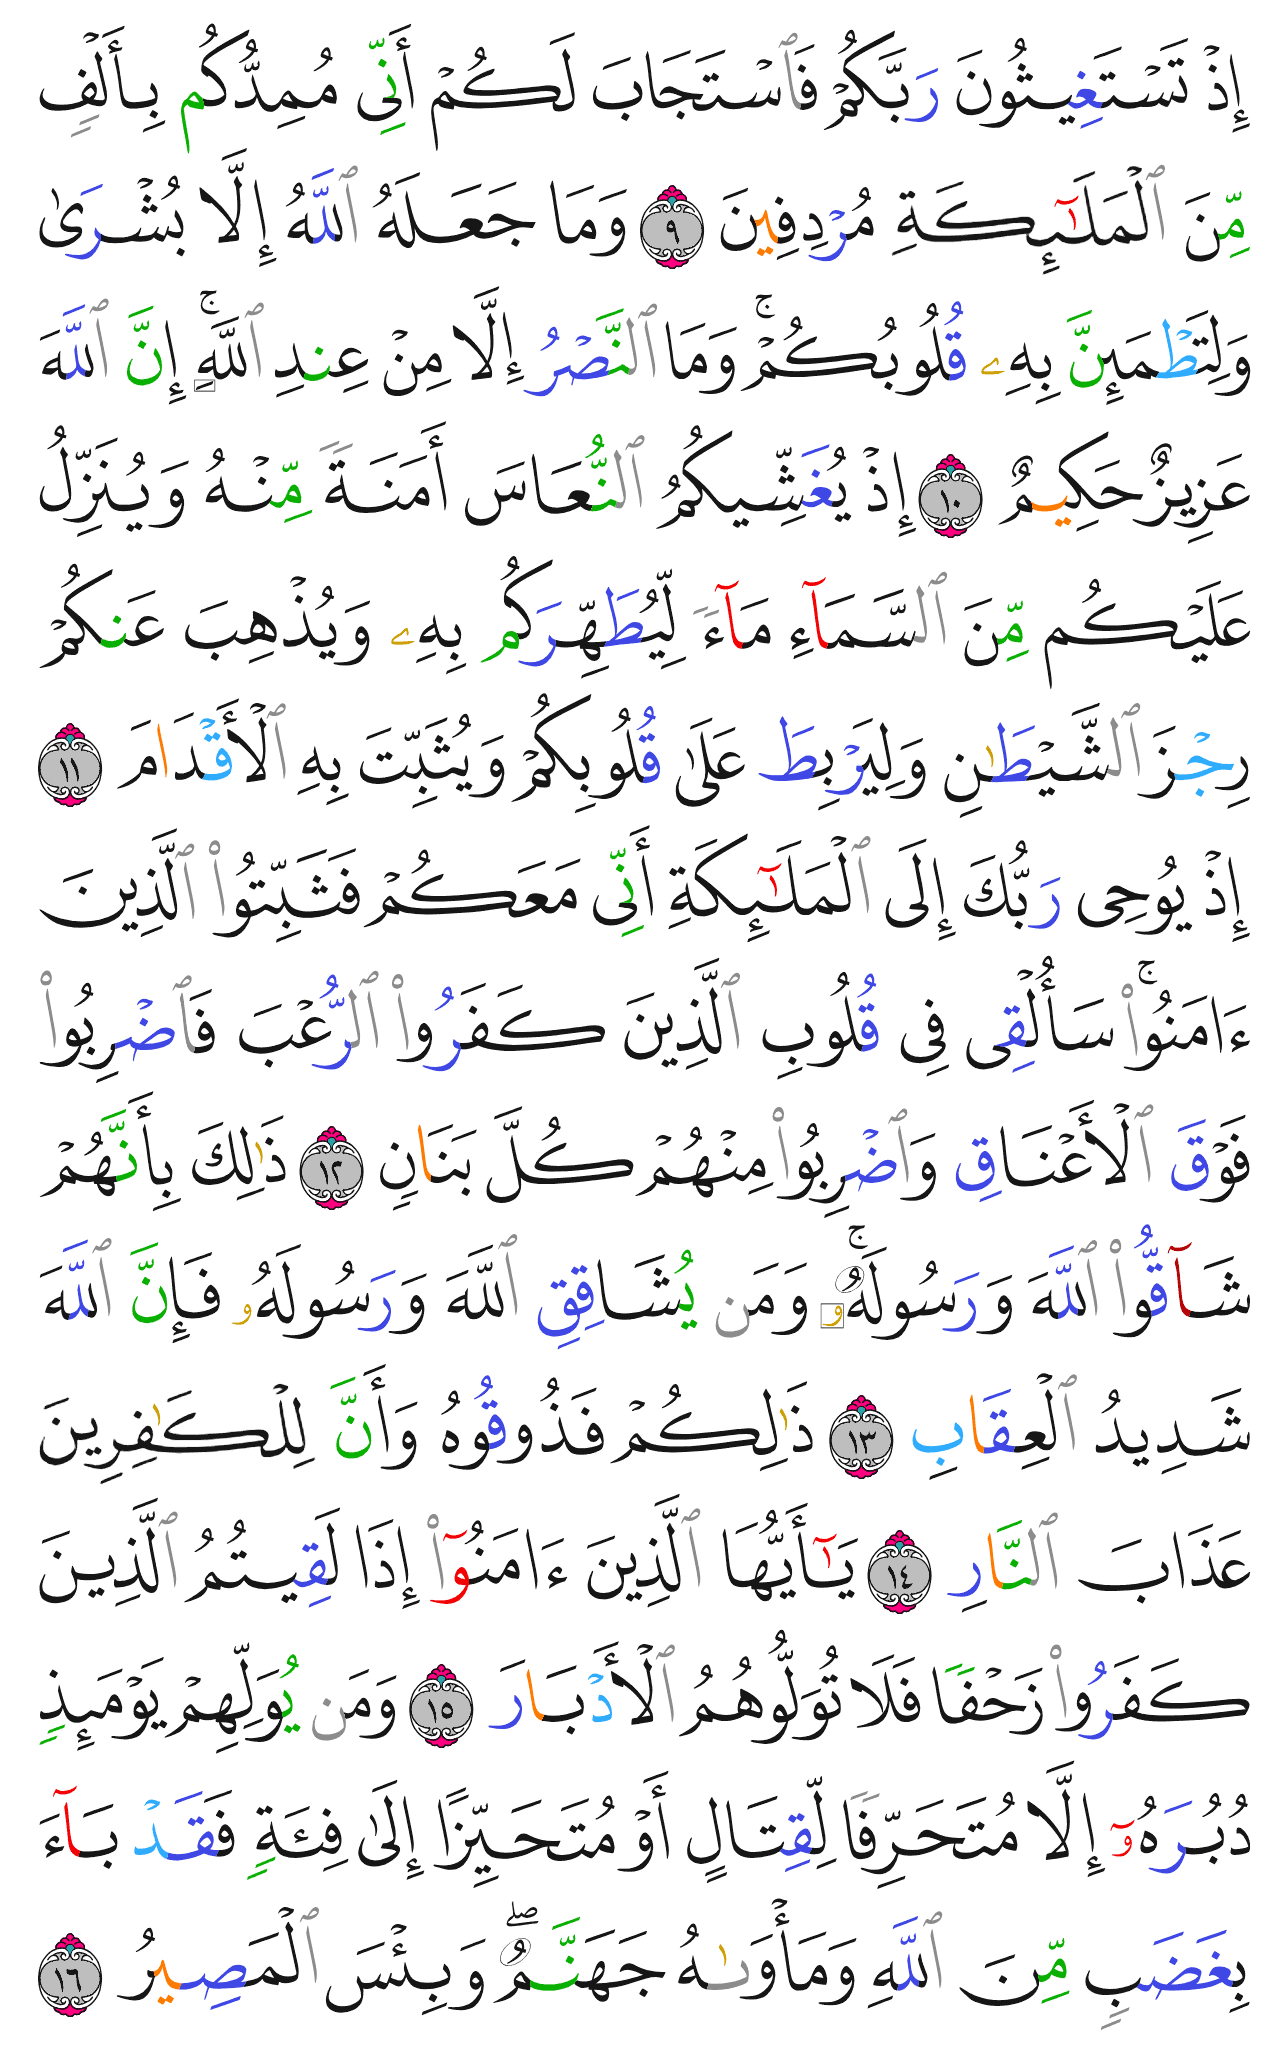 إِذْ تَسْتَغِيثُونَ رَبَّكُمْ فَٱسْتَجَابَ لَكُمْ أَنِّى مُمِدُّكُم بِأَلْفٍ
مِّنَ ٱلْمَلَـٰٓئِكَةِ مُرْدِفِينَ ٩ وَمَا جَعَلَهُ ٱللَّهُ إِلَّا بُشْرَىٰ
وَلِتَطْمَئِنَّ بِهِۦ قُلُوبُكُمْ ۚ وَمَا ٱلنَّصْرُ إِلَّا مِنْ عِندِ ٱللَّهِ ۚ إِنَّ ٱللَّهَ
عَزِيزٌ حَكِيمٌ ١٠ إِذْ يُغَشِّيكُمُ ٱلنُّعَاسَ أَمَنَةً مِّنْهُ وَيُنَزِّلُ
عَلَيْكُم مِّنَ ٱلسَّمَآءِ مَآءً لِّيُطَهِّرَكُم بِهِۦ وَيُذْهِبَ عَنكُمْ
رِجْزَ ٱلشَّيْطَـٰنِ وَلِيَرْبِطَ عَلَىٰ قُلُوبِكُمْ وَيُثَبِّتَ بِهِ ٱلْأَقْدَامَ ١١
إِذْ يُوحِى رَبُّكَ إِلَى ٱلْمَلَـٰٓئِكَةِ أَنِّى مَعَكُمْ فَثَبِّتُوا۟ ٱلَّذِينَ
ءَامَنُوا۟ ۚ سَأُلْقِى فِى قُلُوبِ ٱلَّذِينَ كَفَرُوا۟ ٱلرُّعْبَ فَٱضْرِبُوا۟
فَوْقَ ٱلْأَعْنَاقِ وَٱضْرِبُوا۟ مِنْهُمْ كُلَّ بَنَانٍ ١٢ ذَٰلِكَ بِأَنَّهُمْ
شَآقُّوا۟ ٱللَّهَ وَرَسُولَهُۥ ۚ وَمَن يُشَاقِقِ ٱللَّهَ وَرَسُولَهُۥ فَإِنَّ ٱللَّهَ
شَدِيدُ ٱلْعِقَابِ ١٣ ذَٰلِكُمْ فَذُوقُوهُ وَأَنَّ لِلْكَـٰفِرِينَ
عَذَابَ ٱلنَّارِ ١٤ يَـٰٓأَيُّهَا ٱلَّذِينَ ءَامَنُوٓا۟ إِذَا لَقِيتُمُ ٱلَّذِينَ
كَفَرُوا۟ زَحْفًا فَلَا تُوَلُّوهُمُ ٱلْأَدْبَارَ ١٥ وَمَن يُوَلِّهِمْ يَوْمَئِذٍ
دُبُرَهُۥٓ إِلَّا مُتَحَرِّفًا لِّقِتَالٍ أَوْ مُتَحَيِّزًا إِلَىٰ فِئَةٍ فَقَدْ بَآءَ
بِغَضَبٍ مِّنَ ٱللَّهِ وَمَأْوَىٰهُ جَهَنَّمُ ۖ وَبِئْسَ ٱلْمَصِيرُ ١٦